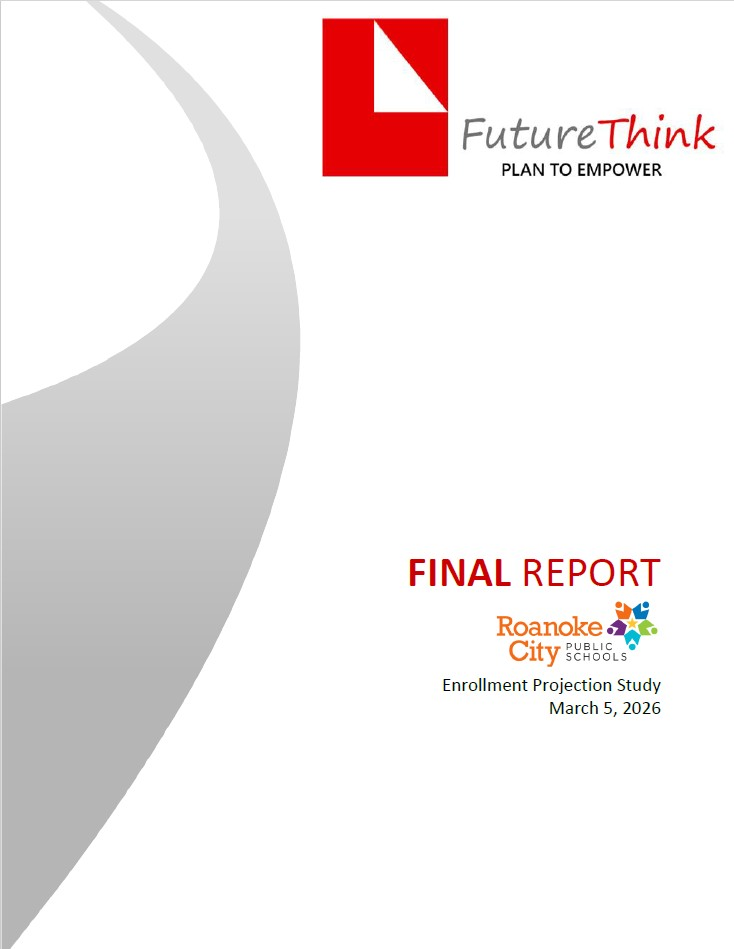 FutureThink
PLAN TO EMPOWER
FINAL REPORT
Roanoke
City PUBLIC
SCHOOLS
Enrollment Projection Study
March 5, 2026